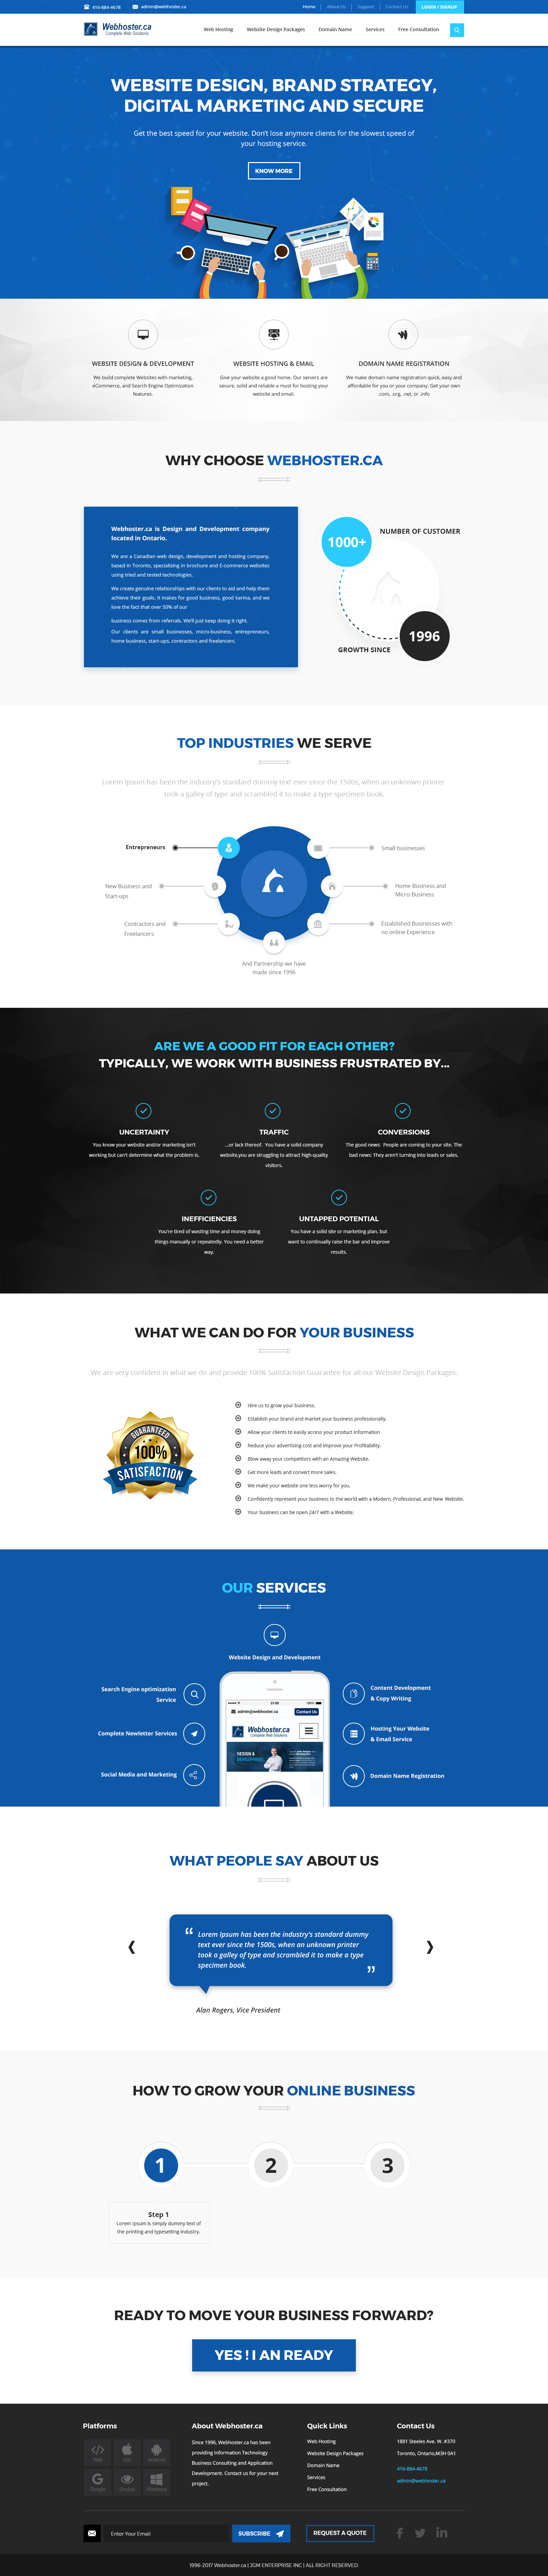 416-884-4678
admin@webhoster.ca
Home
About Us
Support
Contact Us
LOGIN / SIGNUP
Webhoster.ca
Complete Web Solutions
Web Hosting
Website Design Packages
Domain Name
Services
Free Consultation
WEBSITE DESIGN, BRAND STRATEGY,
DIGITAL MARKETING AND SECURE
Get the best speed for your website. Don't lose anymore clients for the slowest speed of
your hosting service.
KNOW MORE
WEBSITE DESIGN & DEVELOPMENT
We build complete Websites with marketing,
eCommerce, and Search Engine Optimization
features.
WEBSITE HOSTING & EMAIL
Give your website a good home. Our servers are
secure, solid and reliable a must for hosting your
website and email.
DOMAIN NAME REGISTRATION
We make domain name registration quick, easy and
affordable for you or your company. Get your own
.com, .org, .net, or .info
WHY CHOOSE WEBHOSTER.CA
Webhoster.ca is Design and Development company
located in Ontario.
We are a Canadian web design, development and hosting company,
based in Toronto, specializing in brochure and E-commerce websites
using tried and tested technologies.
We create genuine relationships with our clients to aid and help them
achieve their goals. It makes for good business, good karma, and we
love the fact that over 50% of our
business comes from referrals. We'll just keep doing it right.
Our clients are small businesses, micro-business, entrepreneurs,
home business, start-ups, contractors and freelancers.
1000+
NUMBER OF CUSTOMER
1996
GROWTH SINCE
TOP INDUSTRIES WE SERVE
Lorem Ipsum has been the industry's standard dummy text ever since the 1500s, when an unknown printer
took a galley of type and scrambled it to make a type specimen book.
Entrepreneurs
Small businesses
New Business and
Start-ups
Home Business and
Micro-Business
Contractors and
Freelancers
Established Businesses with
no online Experience
And Partnership we have
made since 1996
ARE WE A GOOD FIT FOR EACH OTHER?
TYPICALLY, WE WORK WITH BUSINESS FRUSTRATED BY...
UNCERTAINTY
You know your website and/or marketing isn't
working but can't determine what the problem is.
TRAFFIC
...or lack thereof. You have a solid company
website,you are struggling to attract high-quality
visitors.
CONVERSIONS
The good news: People are coming to your site. The
bad news: They aren't turning into leads or sales.
INEFFICIENCIES
You're tired of wasting time and money doing
things manually or repeatedly. You need a better
way.
UNTAPPED POTENTIAL
You have a solid site or marketing plan, but
want to continually raise the bar and improve
results.
WHAT WE CAN DO FOR YOUR BUSINESS
We are very confident in what we do and provide 100% Satisfaction Guarantee for all our Website Design Packages.
GUARANTEED
100%
SATISFACTION
Hire us to grow your business.
Establish your brand and market your business professionally.
Allow your clients to easily access your product information
Reduce your advertising cost and improve your Profitability.
Blow away your competitors with an Amazing Website.
Get more leads and convert more sales.
We make your website one less worry for you.
Confidently represent your business to the world with a Modern, Professional, and New Website.
Your business can be open 24/7 with a Website.
OUR SERVICES
Website Design and Development
Search Engine optimization
Service
Content Development
& Copy Writing
Complete Newletter Services
Hosting Your Website
& Email Service
Social Media and Marketing
Domain Name Registration
21:00
100%
admin@webhoster.ca
Contact Us
Webhoster.ca
Complete Web Solutions
DESIGN &
DEVELOPMENT
WHAT PEOPLE SAY ABOUT US
“ Lorem Ipsum has been the industry's standard dummy
text ever since the 1500s, when an unknown printer
took a galley of type and scrambled it to make a type
specimen book. ”
Alan Rogers, Vice President
HOW TO GROW YOUR ONLINE BUSINESS
1
2
3
Step 1
Lorem Ipsum is simply dummy text of
the printing and typesetting industry.
READY TO MOVE YOUR BUSINESS FORWARD?
YES ! I AN READY
Platforms
Web
iOS
Android
Google
Oculus
Windows
About Webhoster.ca
Since 1996, Webhoster.ca has been
providing Information Technology
Business Consulting and Application
Development. Contact us for your next
project.
Quick Links
Web Hosting
Website Design Packages
Domain Name
Services
Free Consultation
Contact Us
1881 Steeles Ave. W. #370
Toronto, Ontario,M3H 0A1
416-884-4678
admin@webhoster.ca
Enter Your Email
SUBSCRIBE
REQUEST A QUOTE
1996-2017 Webhoster.ca | JGM ENTERPRISE INC | ALL RIGHT RESERVED.